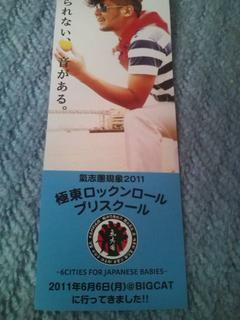 られない、
音がある。
氣志團現象2011
極東ロックンロール
プリスクール
~6CITIES FOR JAPANESE BABIES~
2011年6月6日(月)@BIGCAT
に行ってきました!!